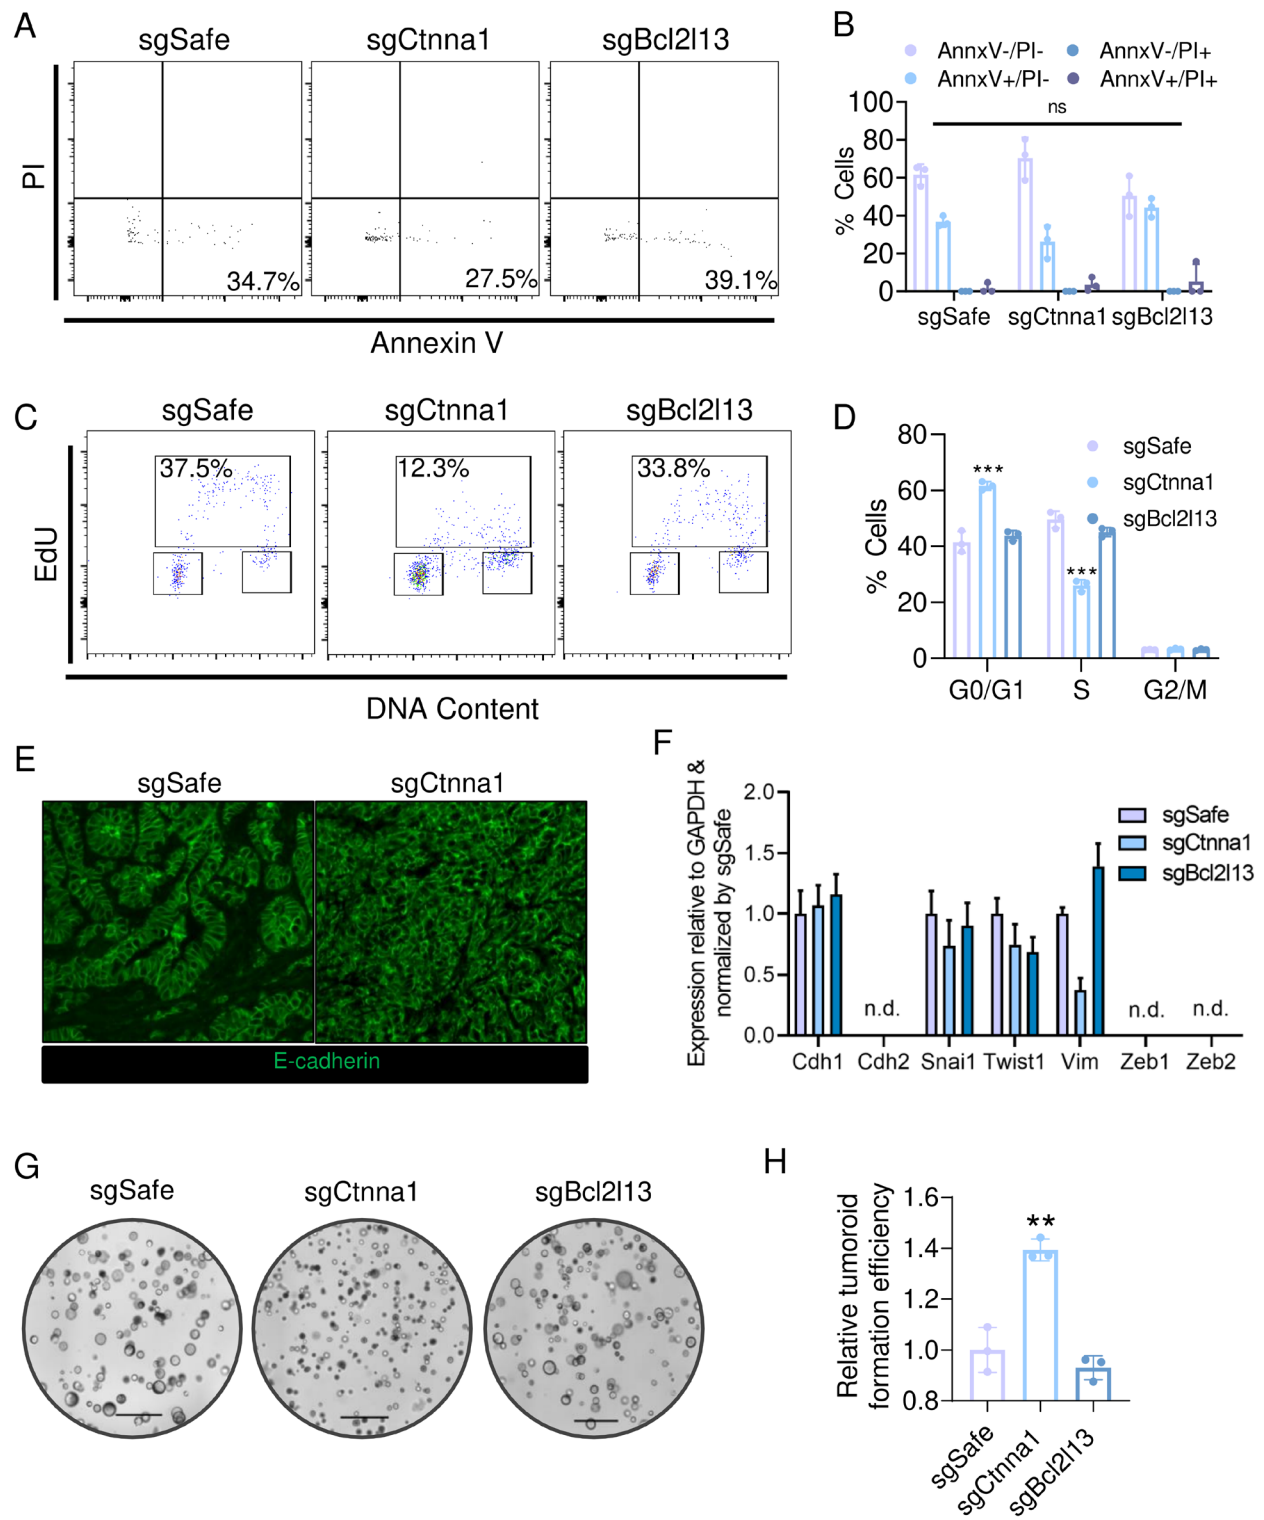 A
sgSafe
sgCtnna1
sgBcl2l13
PI
34.7%
27.5%
39.1%
Annexin V
B
AnnxV-/PI-
AnnxV-/PI+
AnnxV+/PI-
AnnxV+/PI+
ns
% Cells
100
80
60
40
20
0
sgSafe
sgCtnna1
sgBcl2l13
C
sgSafe
sgCtnna1
sgBcl2l13
EdU
37.5%
12.3%
33.8%
DNA Content
D
% Cells
80
60
40
20
0
sgSafe
sgCtnna1
sgBcl2l13
***
***
G0/G1
S
G2/M
E
sgSafe
sgCtnna1
E-cadherin
F
Expression relative to GAPDH &
normalized by sgSafe
2.0
1.5
1.0
0.5
0.0
sgSafe
sgCtnna1
sgBcl2l13
n.d.
n.d.
n.d.
Cdh1
Cdh2
Snai1
Twist1
Vim
Zeb1
Zeb2
G
sgSafe
sgCtnna1
sgBcl2l13
H
Relative tumoroid
formation efficiency
1.6
1.4
1.2
1.0
0.8
**
sgSafe
sgCtnna1
sgBcl2l13